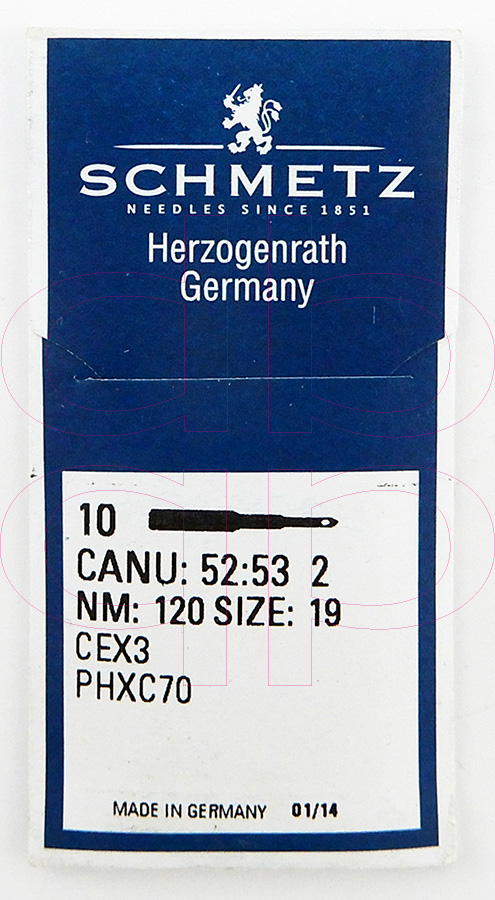 SCHMETZ
NEEDLES SINCE 1851
Herzogenrath
Germany
10
CANU: 52:53 2
NM: 120 SIZE: 19
CEX3
PHXC70
MADE IN GERMANY 01/14